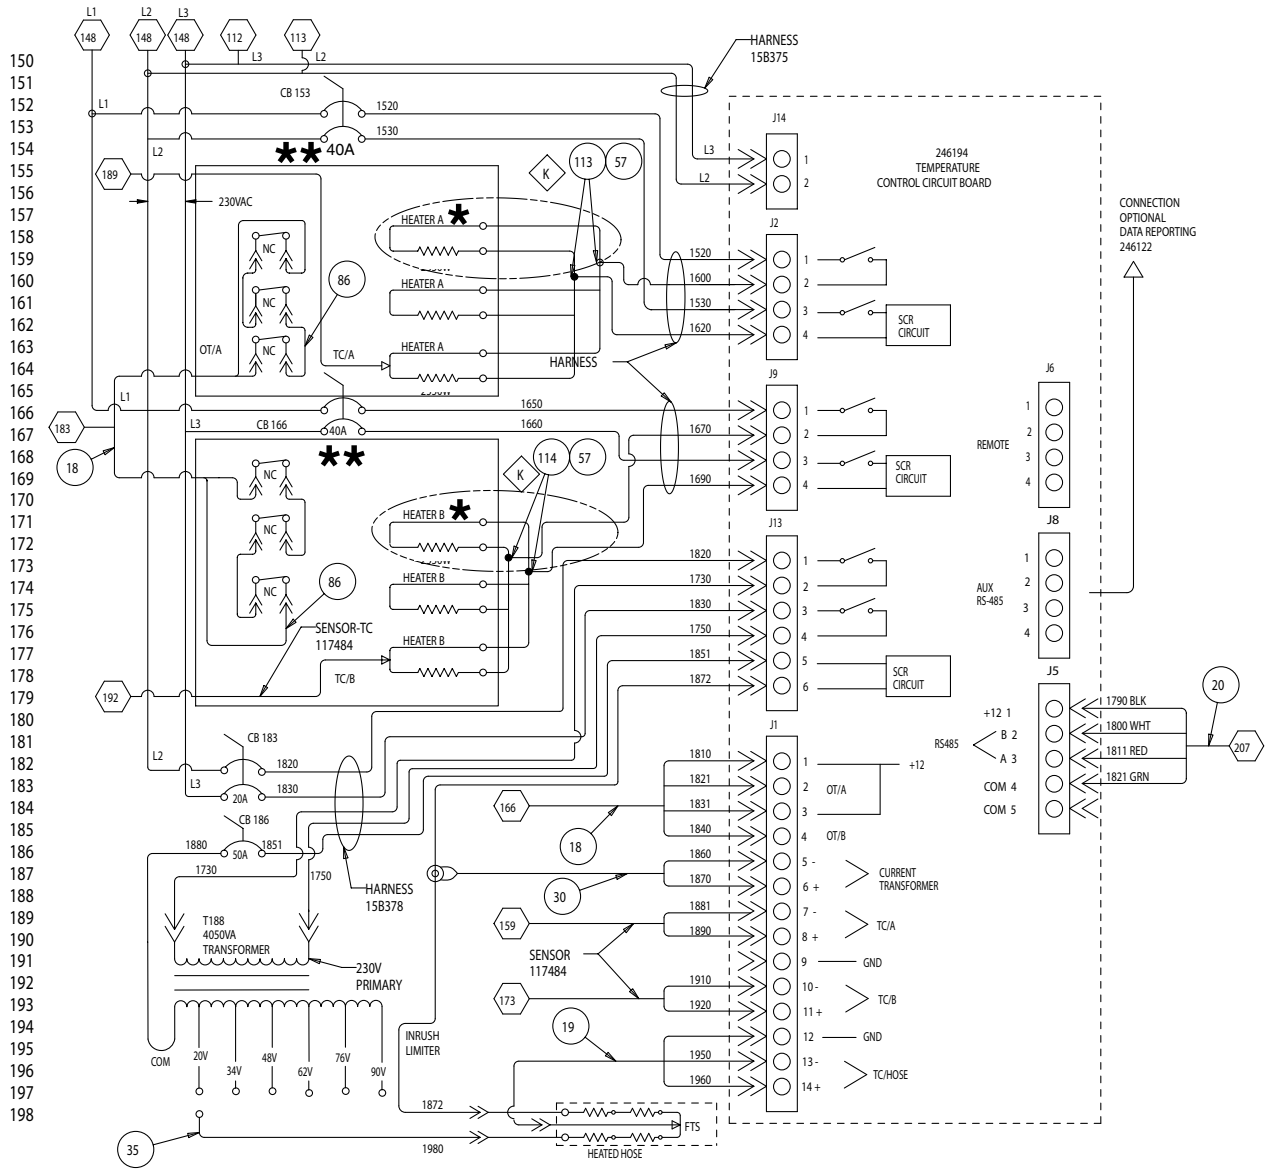 L1 L2 L3
148 148 148 112 113
150
151
152
153
154
155
156
157
158
159
160
161
162
163
164
165
166
167
168
169
170
171
172
173
174
175
176
177
178
179
180
181
182
183
184
185
186
187
188
189
190
191
192
193
194
195
196
197
198
L3 L2
HARNESS
15B375
CB 153
L1
1520
1530
L2
★★ 40A
189
230VAC
K
113 57
HEATER A ★
HEATER A
HEATER A
NC
NC
NC
86
OT/A
TC/A
HARNESS
L1
1650
L3
CB 166
40A
1660
★★
183
18
K
114 57
HEATER B ★
HEATER B
HEATER B
NC
NC
NC
86
SENSOR-TC
117484
TC/B
192
CB 183
L2
1820
L3
20A
1830
CB 186
1880
50A
1851
1730
1750
HARNESS
15B378
T188
4050VA
TRANSFORMER
230V
PRIMARY
COM
20V
34V
48V
62V
76V
90V
35
INRUSH
LIMITER
1872
1980
HEATED HOSE
FTS
246194
TEMPERATURE
CONTROL CIRCUIT BOARD
J14
L3 1
L2 2
J2
1520 1
1600 2
1530 3
1620 4
SCR
CIRCUIT
J9
1 
1670 2
3
1690 4
SCR
CIRCUIT
J13
1820 1
1730 2
1830 3
1750 4
1851 5
1872 6
SCR
CIRCUIT
J1
1810 1
+12
1821 2
OT/A
1831 3
1840 4
OT/B
1860 5 -
1870 6 +
CURRENT
TRANSFORMER
1881 7 -
1890 8 +
TC/A
9 GND
1910 10 -
1920 11 +
TC/B
12 GND
1950 13 -
1960 14 +
TC/HOSE
166
18
30
159
SENSOR
117484
173
19
CONNECTION
OPTIONAL
DATA REPORTING
246122
J6
REMOTE
1
2
3
4
J8
AUX
RS-485
1
2
3
4
J5
RS485
+12 1
B 2
A 3
COM 4
COM 5
1790 BLK
1800 WHT
1811 RED
1821 GRN
20
207